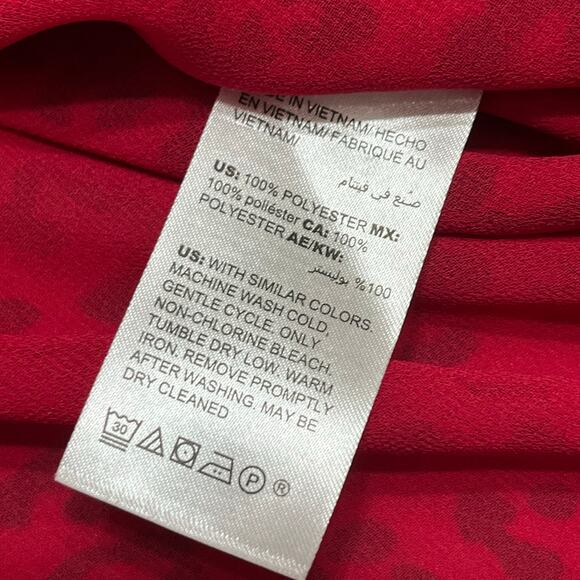 IN VIETNAM/ HECHO
EN VIETNAM/ FABRIQUÉ AU
VIETNAM/
صنع في فيتنام
US: 100% POLYESTER MX:
100% poliéster CA: 100%
POLYESTER AE/KW:
100% بوليستر
US: WITH SIMILAR COLORS.
MACHINE WASH COLD,
GENTLE CYCLE. ONLY
NON-CHLORINE BLEACH.
TUMBLE DRY LOW. WARM
IRON. REMOVE PROMPTLY
AFTER WASHING. MAY BE
DRY CLEANED
30 P ®